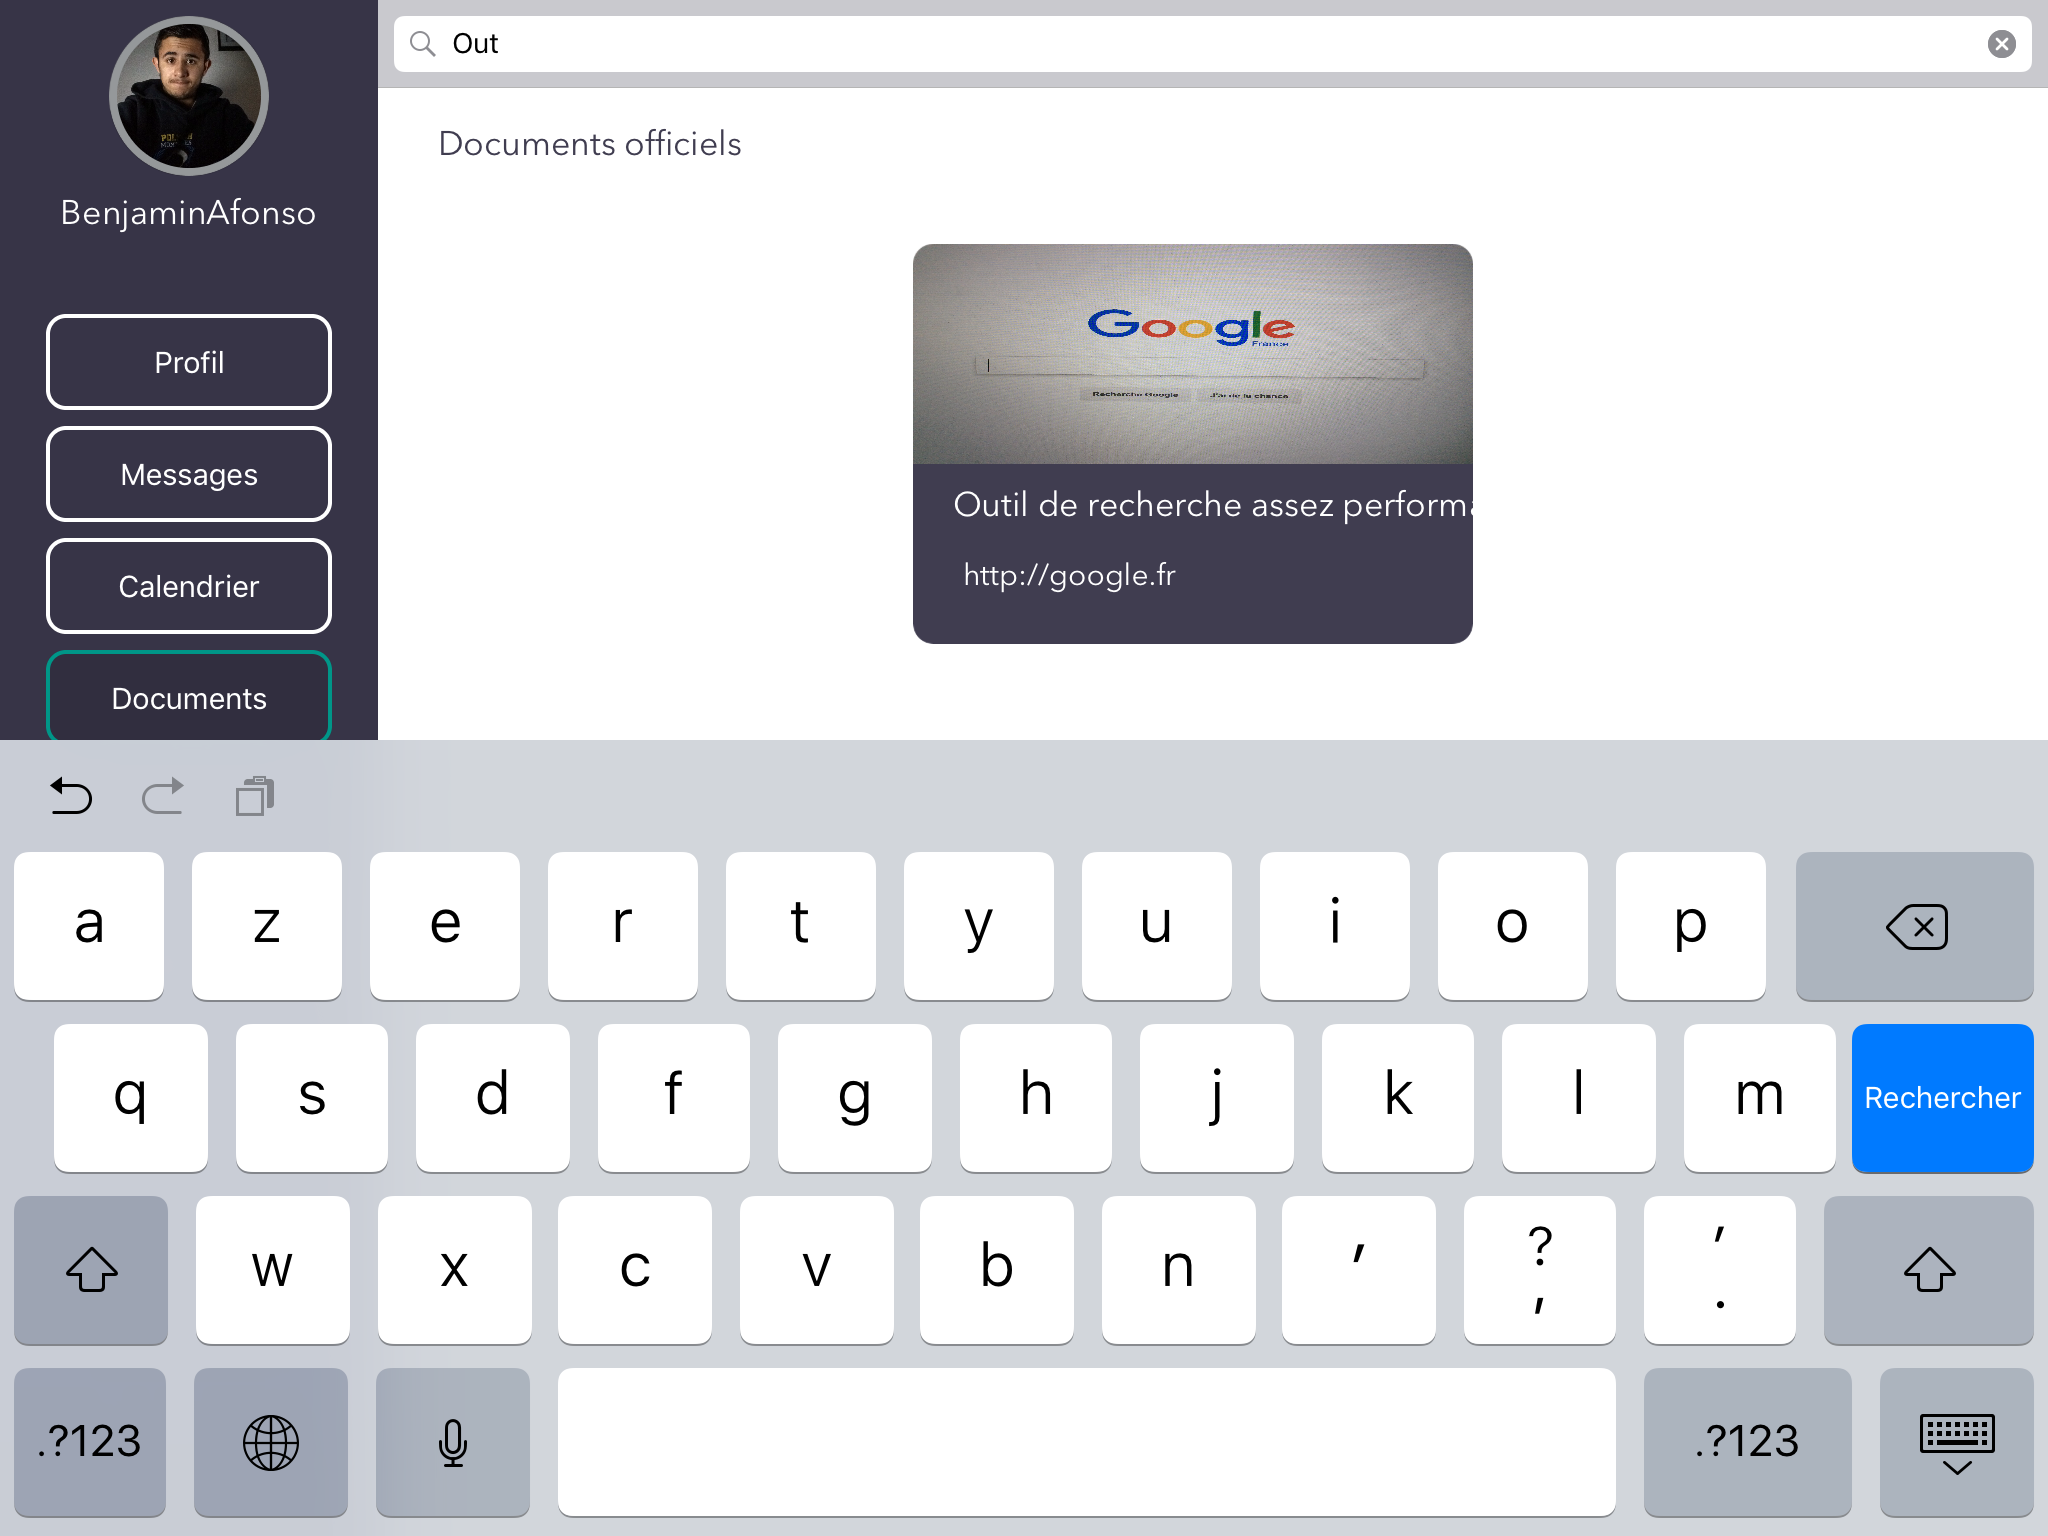 Out
BenjaminAfonso
Profil
Messages
Calendrier
Documents
Documents officiels
Google
France
Recherche Google
J'ai de la chance
Outil de recherche assez performa
http://google.fr
a z e r t y u i o p
q s d f g h j k l m Rechercher
w x c v b n ' ? , ' .
.?123 .?123